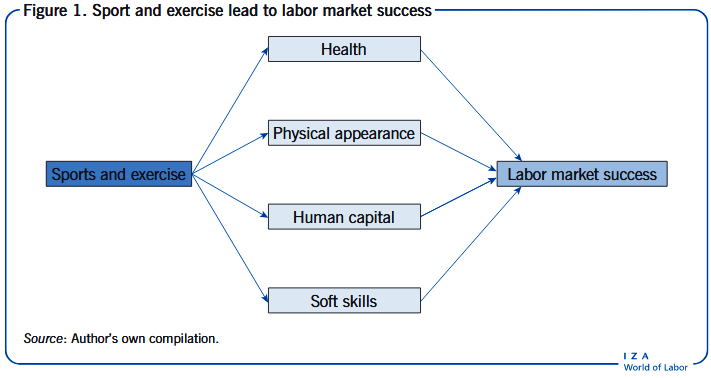 Figure 1. Sport and exercise lead to labor market success
Health
Physical appearance
Sports and exercise
Labor market success
Human capital
Soft skills
Source: Author's own compilation.
I Z A
World of Labor